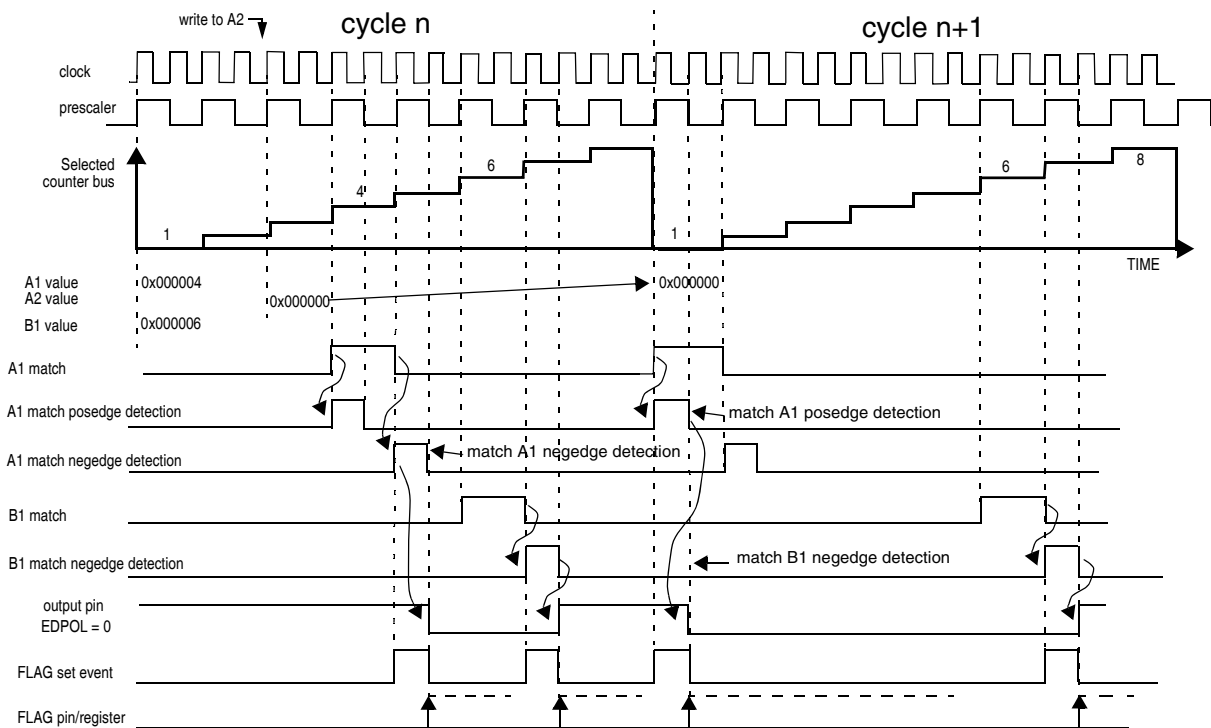 write to A2
cycle n
cycle n+1
clock
prescaler
Selected
counter bus
1
4
6
1
6
8
TIME
A1 value
0x000004
0x000000
A2 value
0x000000
B1 value
0x000006
A1 match
A1 match posedge detection
match A1 posedge detection
A1 match negedge detection
match A1 negedge detection
B1 match
B1 match negedge detection
match B1 negedge detection
output pin
EDPOL = 0
FLAG set event
FLAG pin/register